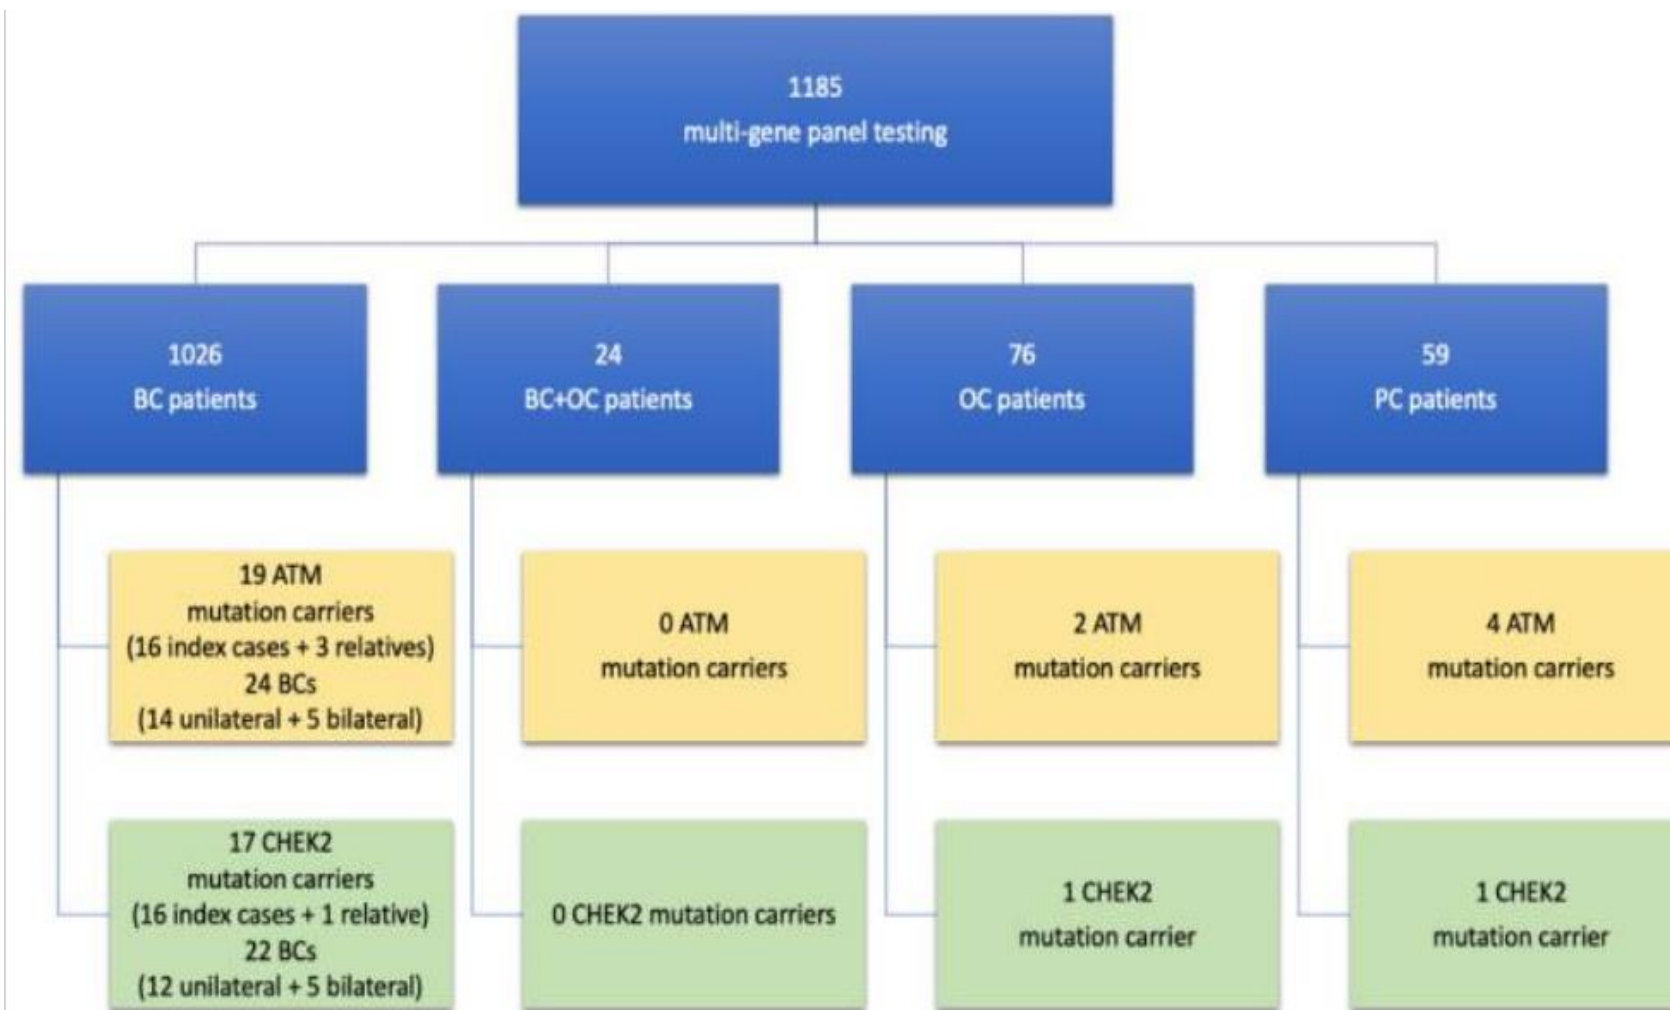 1185
multi-gene panel testing
1026
BC patients
24
BC+OC patients
76
OC patients
59
PC patients
19 ATM
mutation carriers
(16 index cases + 3 relatives)
24 BCs
(14 unilateral + 5 bilateral)
0 ATM
mutation carriers
2 ATM
mutation carriers
4 ATM
mutation carriers
17 CHEK2
mutation carriers
(16 index cases + 1 relative)
22 BCs
(12 unilateral + 5 bilateral)
0 CHEK2 mutation carriers
1 CHEK2
mutation carrier
1 CHEK2
mutation carrier